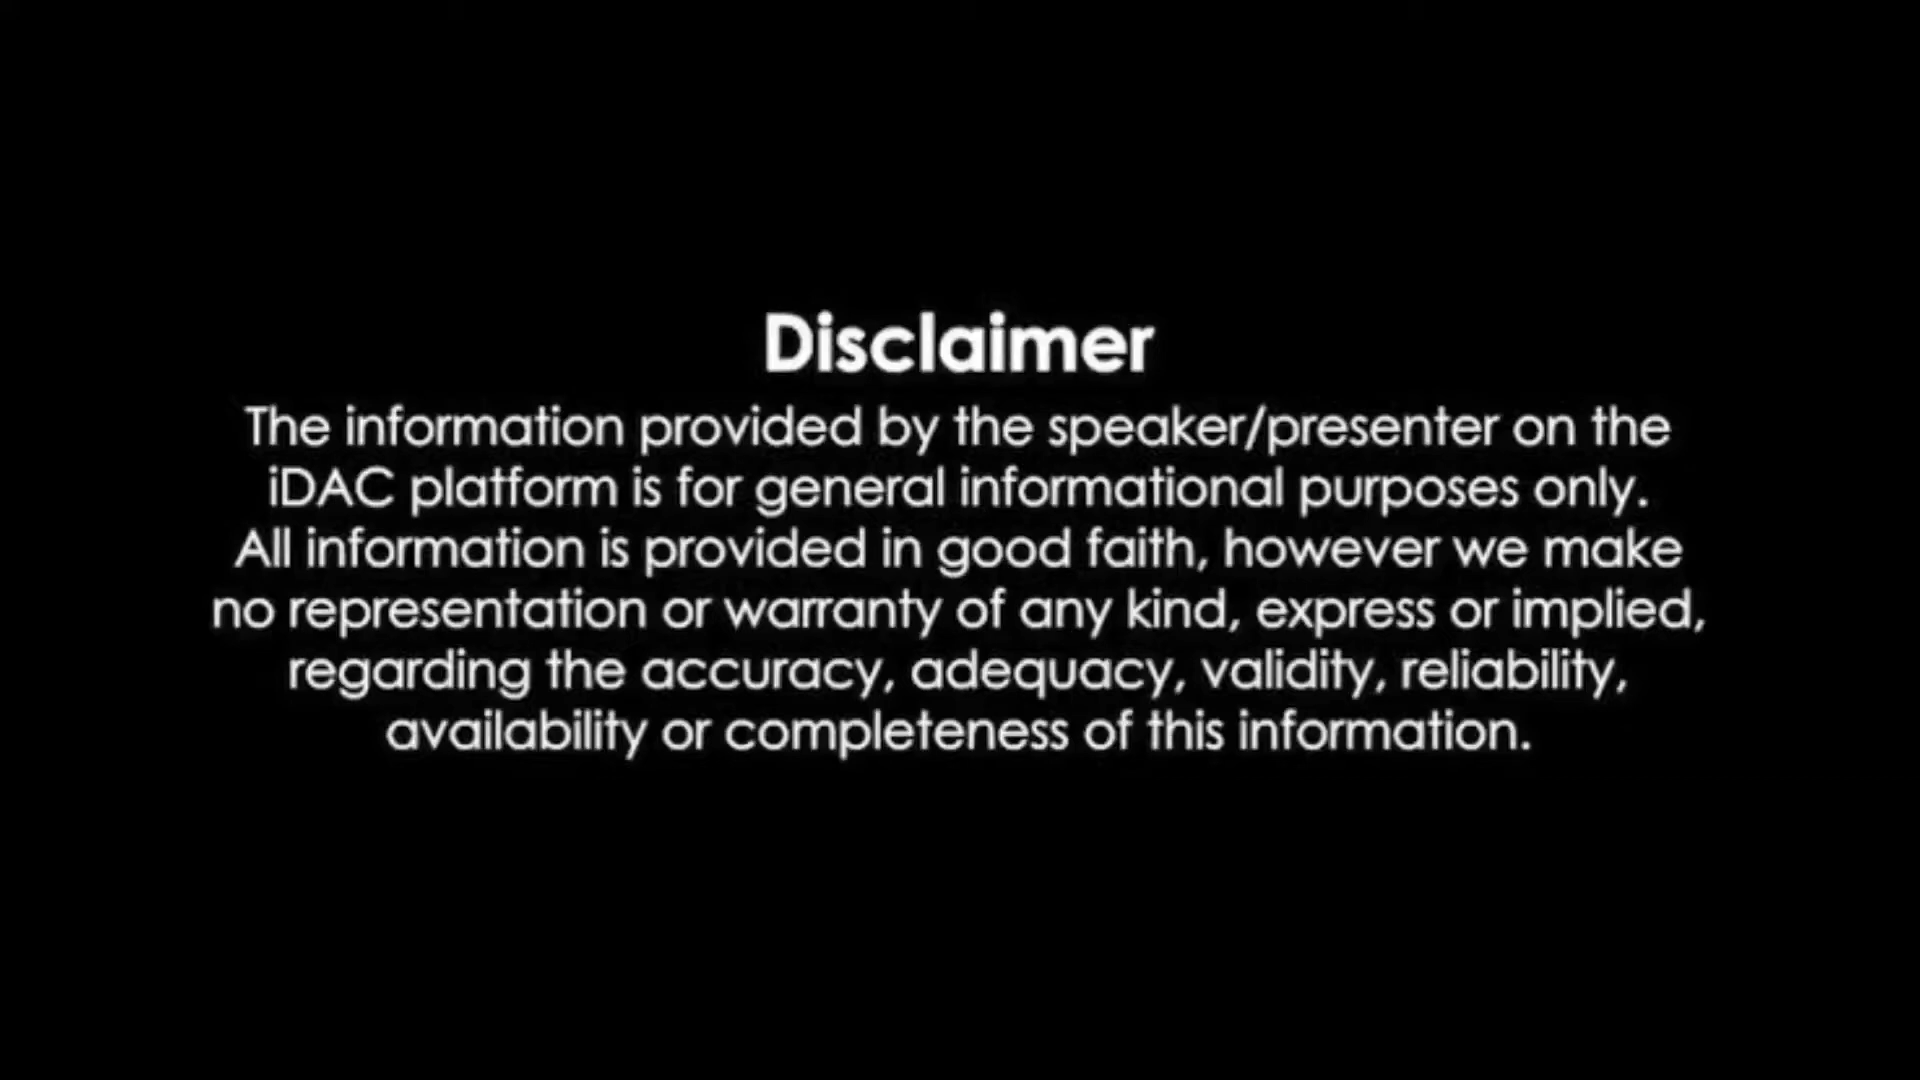 Disclaimer
The information provided by the speaker/presenter on the
iDAC platform is for general informational purposes only.
All information is provided in good faith, however we make
no representation or warranty of any kind, express or implied,
regarding the accuracy, adequacy, validity, reliability,
availability or completeness of this information.